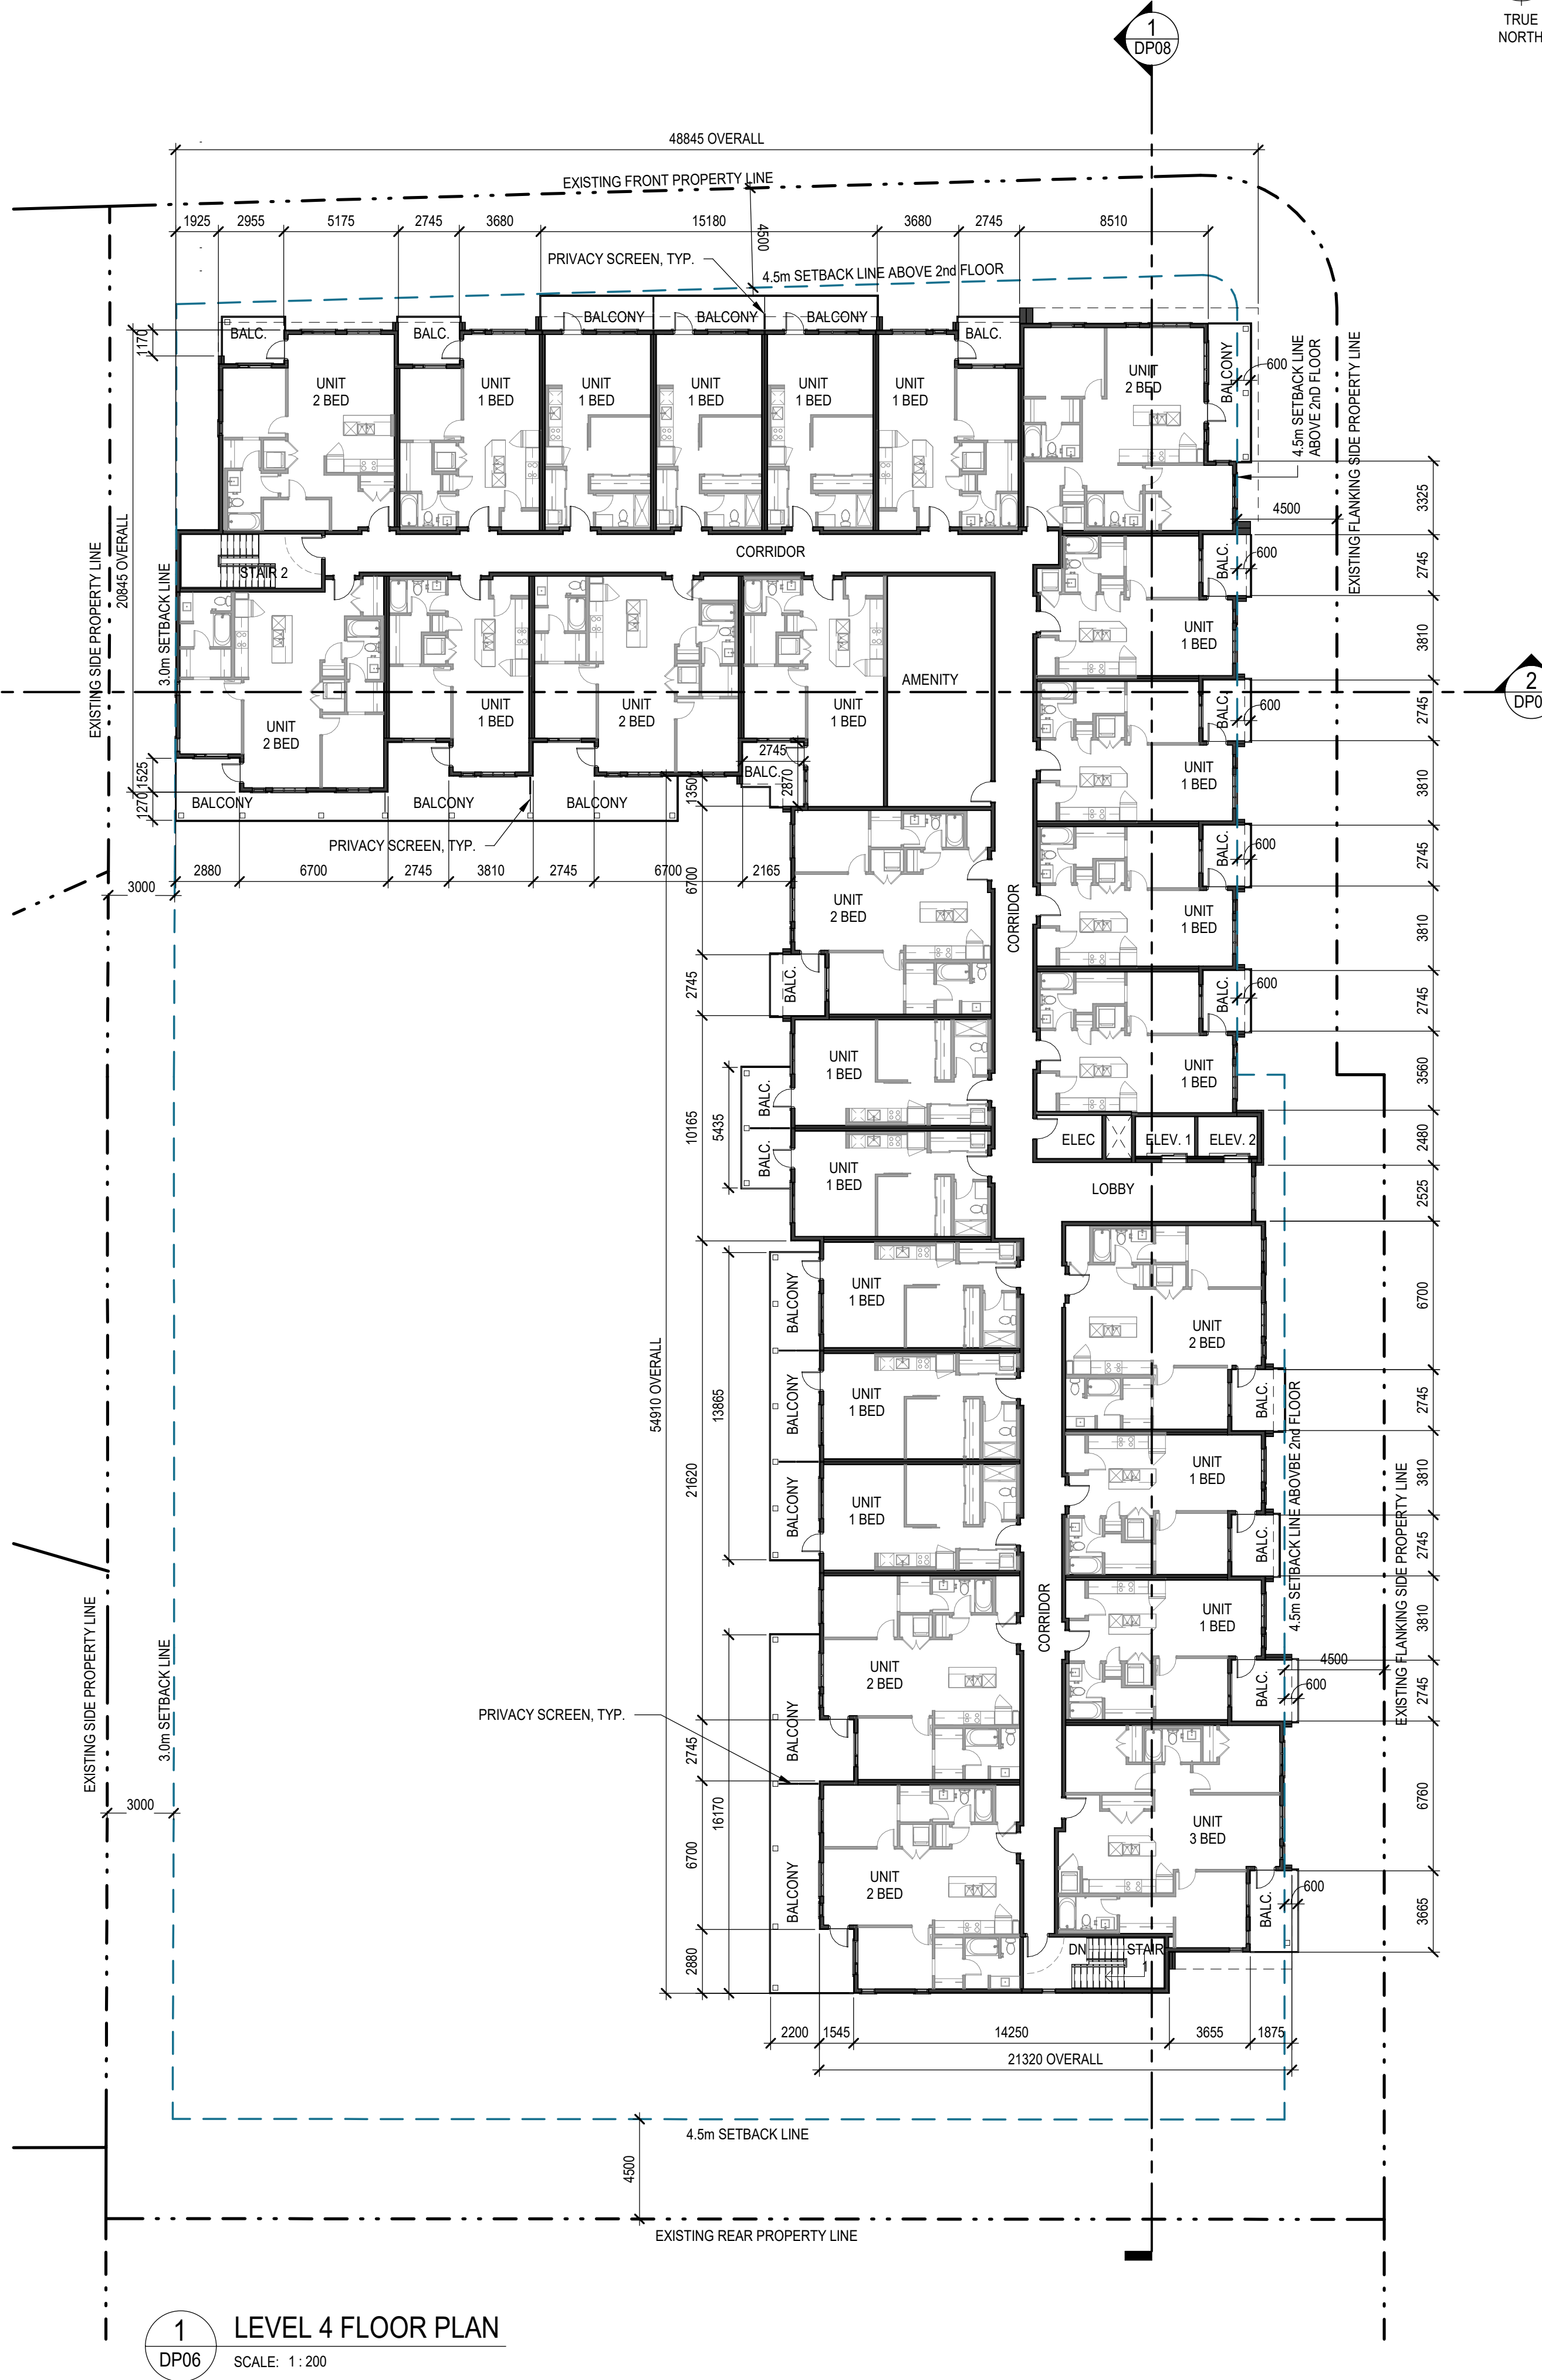 TRUE
NORTH
1
DP08
48845 OVERALL
EXISTING FRONT PROPERTY LINE
1925 2955 5175 2745 3680 15180 3680 2745 8510
4500
PRIVACY SCREEN, TYP.
4.5m SETBACK LINE ABOVE 2nd FLOOR
BALC. BALC. BALCONY BALCONY BALCONY BALC.
BALCONY
600
4.5m SETBACK LINE
ABOVE 2nD FLOOR
EXISTING FLANKING SIDE PROPERTY LINE
1170
20845 OVERALL
UNIT
2 BED
UNIT
1 BED
UNIT
1 BED
UNIT
1 BED
UNIT
1 BED
UNIT
1 BED
UNIT
2 BED
3325
4500
CORRIDOR
STAIR 2
EXISTING SIDE PROPERTY LINE
3.0m SETBACK LINE
BALC.
600
2745
UNIT
1 BED
3810
AMENITY
2
DP0
UNIT
2 BED
UNIT
1 BED
UNIT
2 BED
UNIT
1 BED
BALC.
600
2745
UNIT
1 BED
3810
2745
BALC.
2870
1350
1525
1270
BALCONY BALCONY BALCONY
PRIVACY SCREEN, TYP.
2880 6700 2745 3810 2745 6700 2165
3000
6700
UNIT
2 BED
CORRIDOR
BALC.
600
2745
UNIT
1 BED
3810
2745
BALC.
BALC.
600
2745
UNIT
1 BED
3560
10165
5435
BALC.
UNIT
1 BED
BALC.
UNIT
1 BED
ELEC
ELEV. 1
ELEV. 2
2480
LOBBY
2525
54910 OVERALL
21620
13865
BALCONY
UNIT
1 BED
BALCONY
UNIT
1 BED
BALCONY
UNIT
1 BED
UNIT
2 BED
6700
BALC.
2745
4.5m SETBACK LINE ABOVBE 2nd FLOOR
UNIT
1 BED
3810
BALC.
2745
UNIT
1 BED
3810
BALC.
4500
600
2745
EXISTING FLANKING SIDE PROPERTY LINE
CORRIDOR
EXISTING SIDE PROPERTY LINE
3.0m SETBACK LINE
3000
UNIT
2 BED
BALCONY
PRIVACY SCREEN, TYP.
2745
16170
6700
BALCONY
UNIT
2 BED
2880
UNIT
3 BED
6760
BALC.
600
3665
DN
STAIR
1
2200 1545 14250 3655 1875
21320 OVERALL
4.5m SETBACK LINE
4500
EXISTING REAR PROPERTY LINE
1
DP06
LEVEL 4 FLOOR PLAN
SCALE: 1 : 200